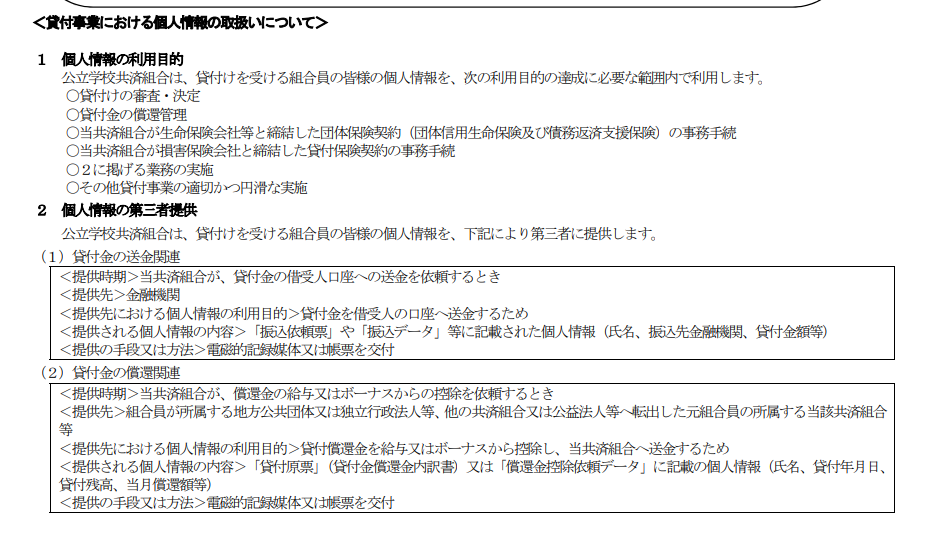 ＜貸付事業における個人情報の取扱いについて＞
１　個人情報の利用目的
公立学校共済組合は、貸付けを受ける組合員の皆様の個人情報を、次の利用目的の達成に必要な範囲内で利用します。
○貸付けの審査・決定
○貸付金の償還管理
○当共済組合が生命保険会社等と締結した団体保険契約（団体信用生命保険及び債務返済支援保険）の事務手続
○当共済組合が損害保険会社と締結した貸付保険契約の事務手続
○２に掲げる業務の実施
○その他貸付事業の適切かつ円滑な実施
２　個人情報の第三者提供
公立学校共済組合は、貸付けを受ける組合員の皆様の個人情報を、下記により第三者に提供します。
（１）貸付金の送金関連
＜提供時期＞当共済組合が、貸付金の借受人口座への送金を依頼するとき
＜提供先＞金融機関
＜提供先における個人情報の利用目的＞貸付金を借受人の口座へ送金するため
＜提供される個人情報の内容＞「振込依頼票」や「振込データ」等に記載された個人情報（氏名、振込先金融機関、貸付金額等）
＜提供の手段又は方法＞電磁的記録媒体又は帳票を交付
（２）貸付金の償還関連
＜提供時期＞当共済組合が、償還金の給与又はボーナスからの控除を依頼するとき
＜提供先＞組合員が所属する地方公共団体又は独立行政法人等、他の共済組合又は公益法人等へ転出した元組合員の所属する当該共済組合
等
＜提供先における個人情報の利用目的＞貸付償還金を給与又はボーナスから控除し、当共済組合へ送金するため
＜提供される個人情報の内容＞「貸付原票」（貸付金償還金内訳書）又は「償還金控除依頼データ」に記載の個人情報（氏名、貸付年月日、
貸付残高、当月償還額等）
＜提供の手段又は方法＞電磁的記録媒体又は帳票を交付